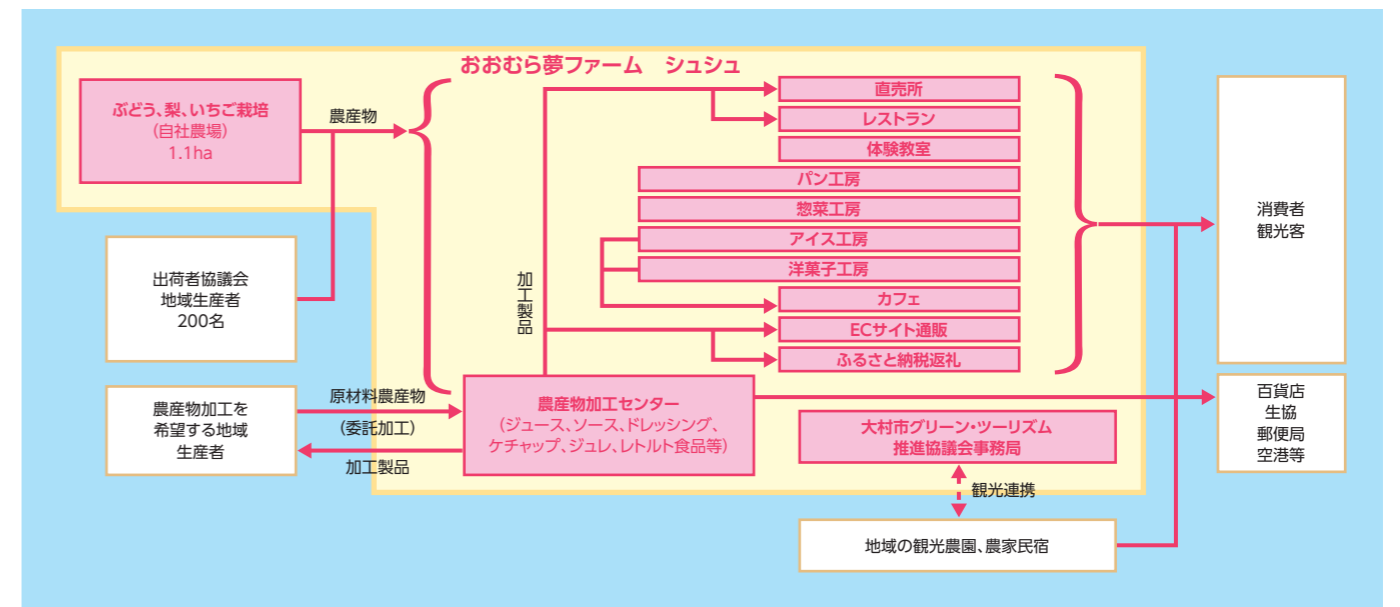 おおむら夢ファーム　シュシュ
ぶどう、梨、いちご栽培
(自社農場)
1.1ha
農産物
出荷者協議会
地域生産者
200名
農産物加工を
希望する地域
生産者
原材料農産物
(委託加工)
加工製品
加工製品
直売所
レストラン
体験教室
パン工房
惣菜工房
アイス工房
洋菓子工房
カフェ
ECサイト通販
ふるさと納税返礼
農産物加工センター
(ジュース、ソース、ドレッシング、
ケチャップ、ジュレ、レトルト食品等)
大村市グリーン・ツーリズム
推進協議会事務局
観光連携
地域の観光農園、農家民宿
消費者
観光客
百貨店
生協
郵便局
空港等